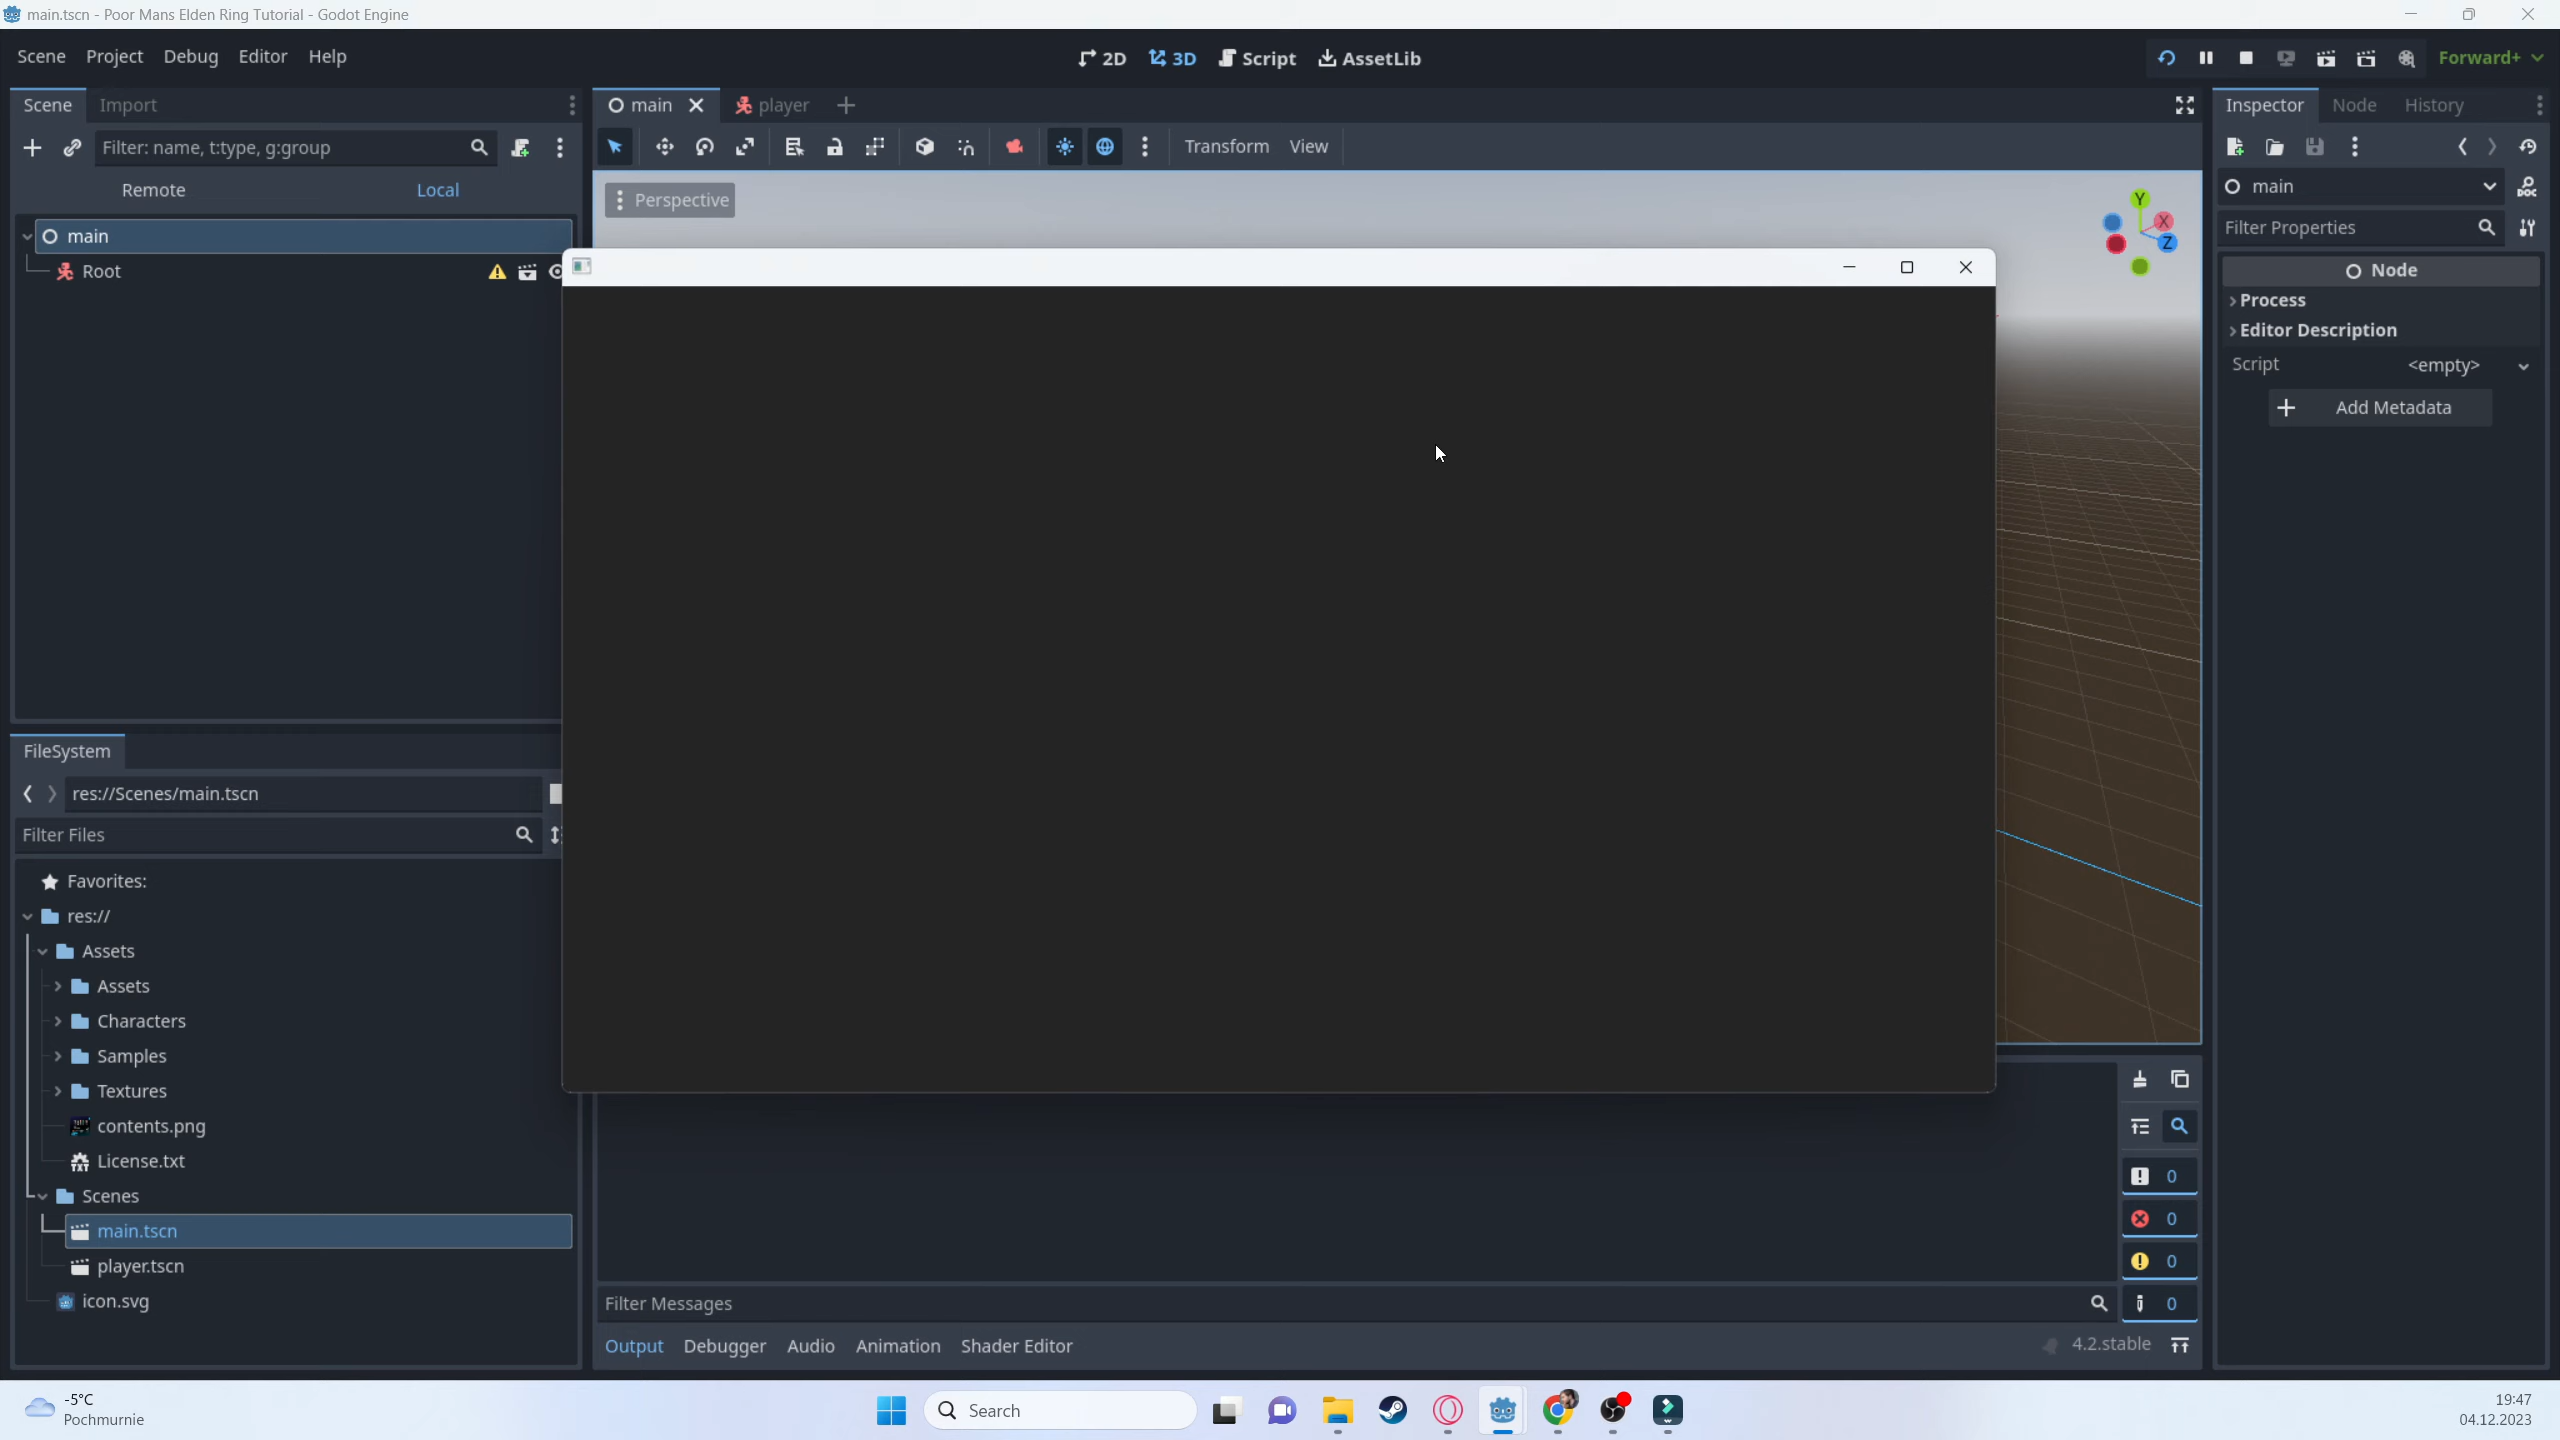 main.tscn - Poor Mans Elden Ring Tutorial - Godot Engine
Scene Project Debug Editor Help
2D 3D Script AssetLib
Forward+
Scene Import
Filter: name, t:type, g:group
Remote Local
main
Root
main player
Transform View
Perspective
Y
X
Z
Inspector Node History
main
DOC
Filter Properties
Node
Process
Editor Description
Script <empty>
Add Metadata
FileSystem
res://Scenes/main.tscn
Filter Files
Favorites:
res://
Assets
Assets
Characters
Samples
Textures
contents.png
License.txt
Scenes
main.tscn
player.tscn
icon.svg
0
0
0
0
Filter Messages
Output Debugger Audio Animation Shader Editor
4.2.stable
-5°C
Pochmurnie
Search
19:47
04.12.2023